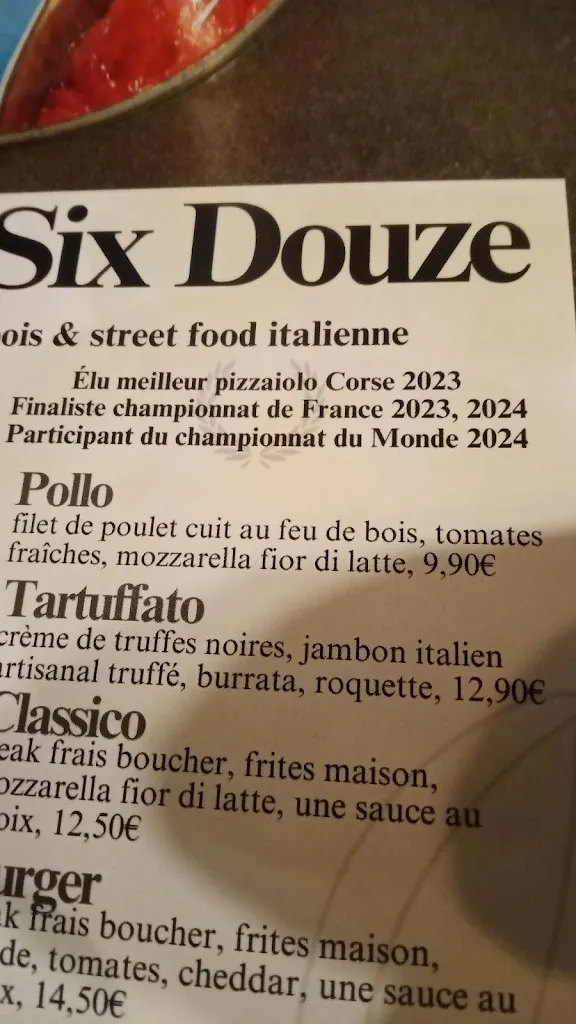 Six Douze
ois & street food italienne
Élu meilleur pizzaiolo Corse 2023
Finaliste championnat de France 2023, 2024
Participant du championnat du Monde 2024
Pollo
filet de poulet cuit au feu de bois, tomates
fraîches, mozzarella fior di latte, 9,90€
Tartuffato
crème de truffes noires, jambon italien
artisanal truffé, burrata, roquette, 12,90€
Classico
eak frais boucher, frites maison,
ozzarella fior di latte, une sauce au
oix, 12,50€
urger
k frais boucher, frites maison,
de, tomates, cheddar, une sauce au
x, 14,50€